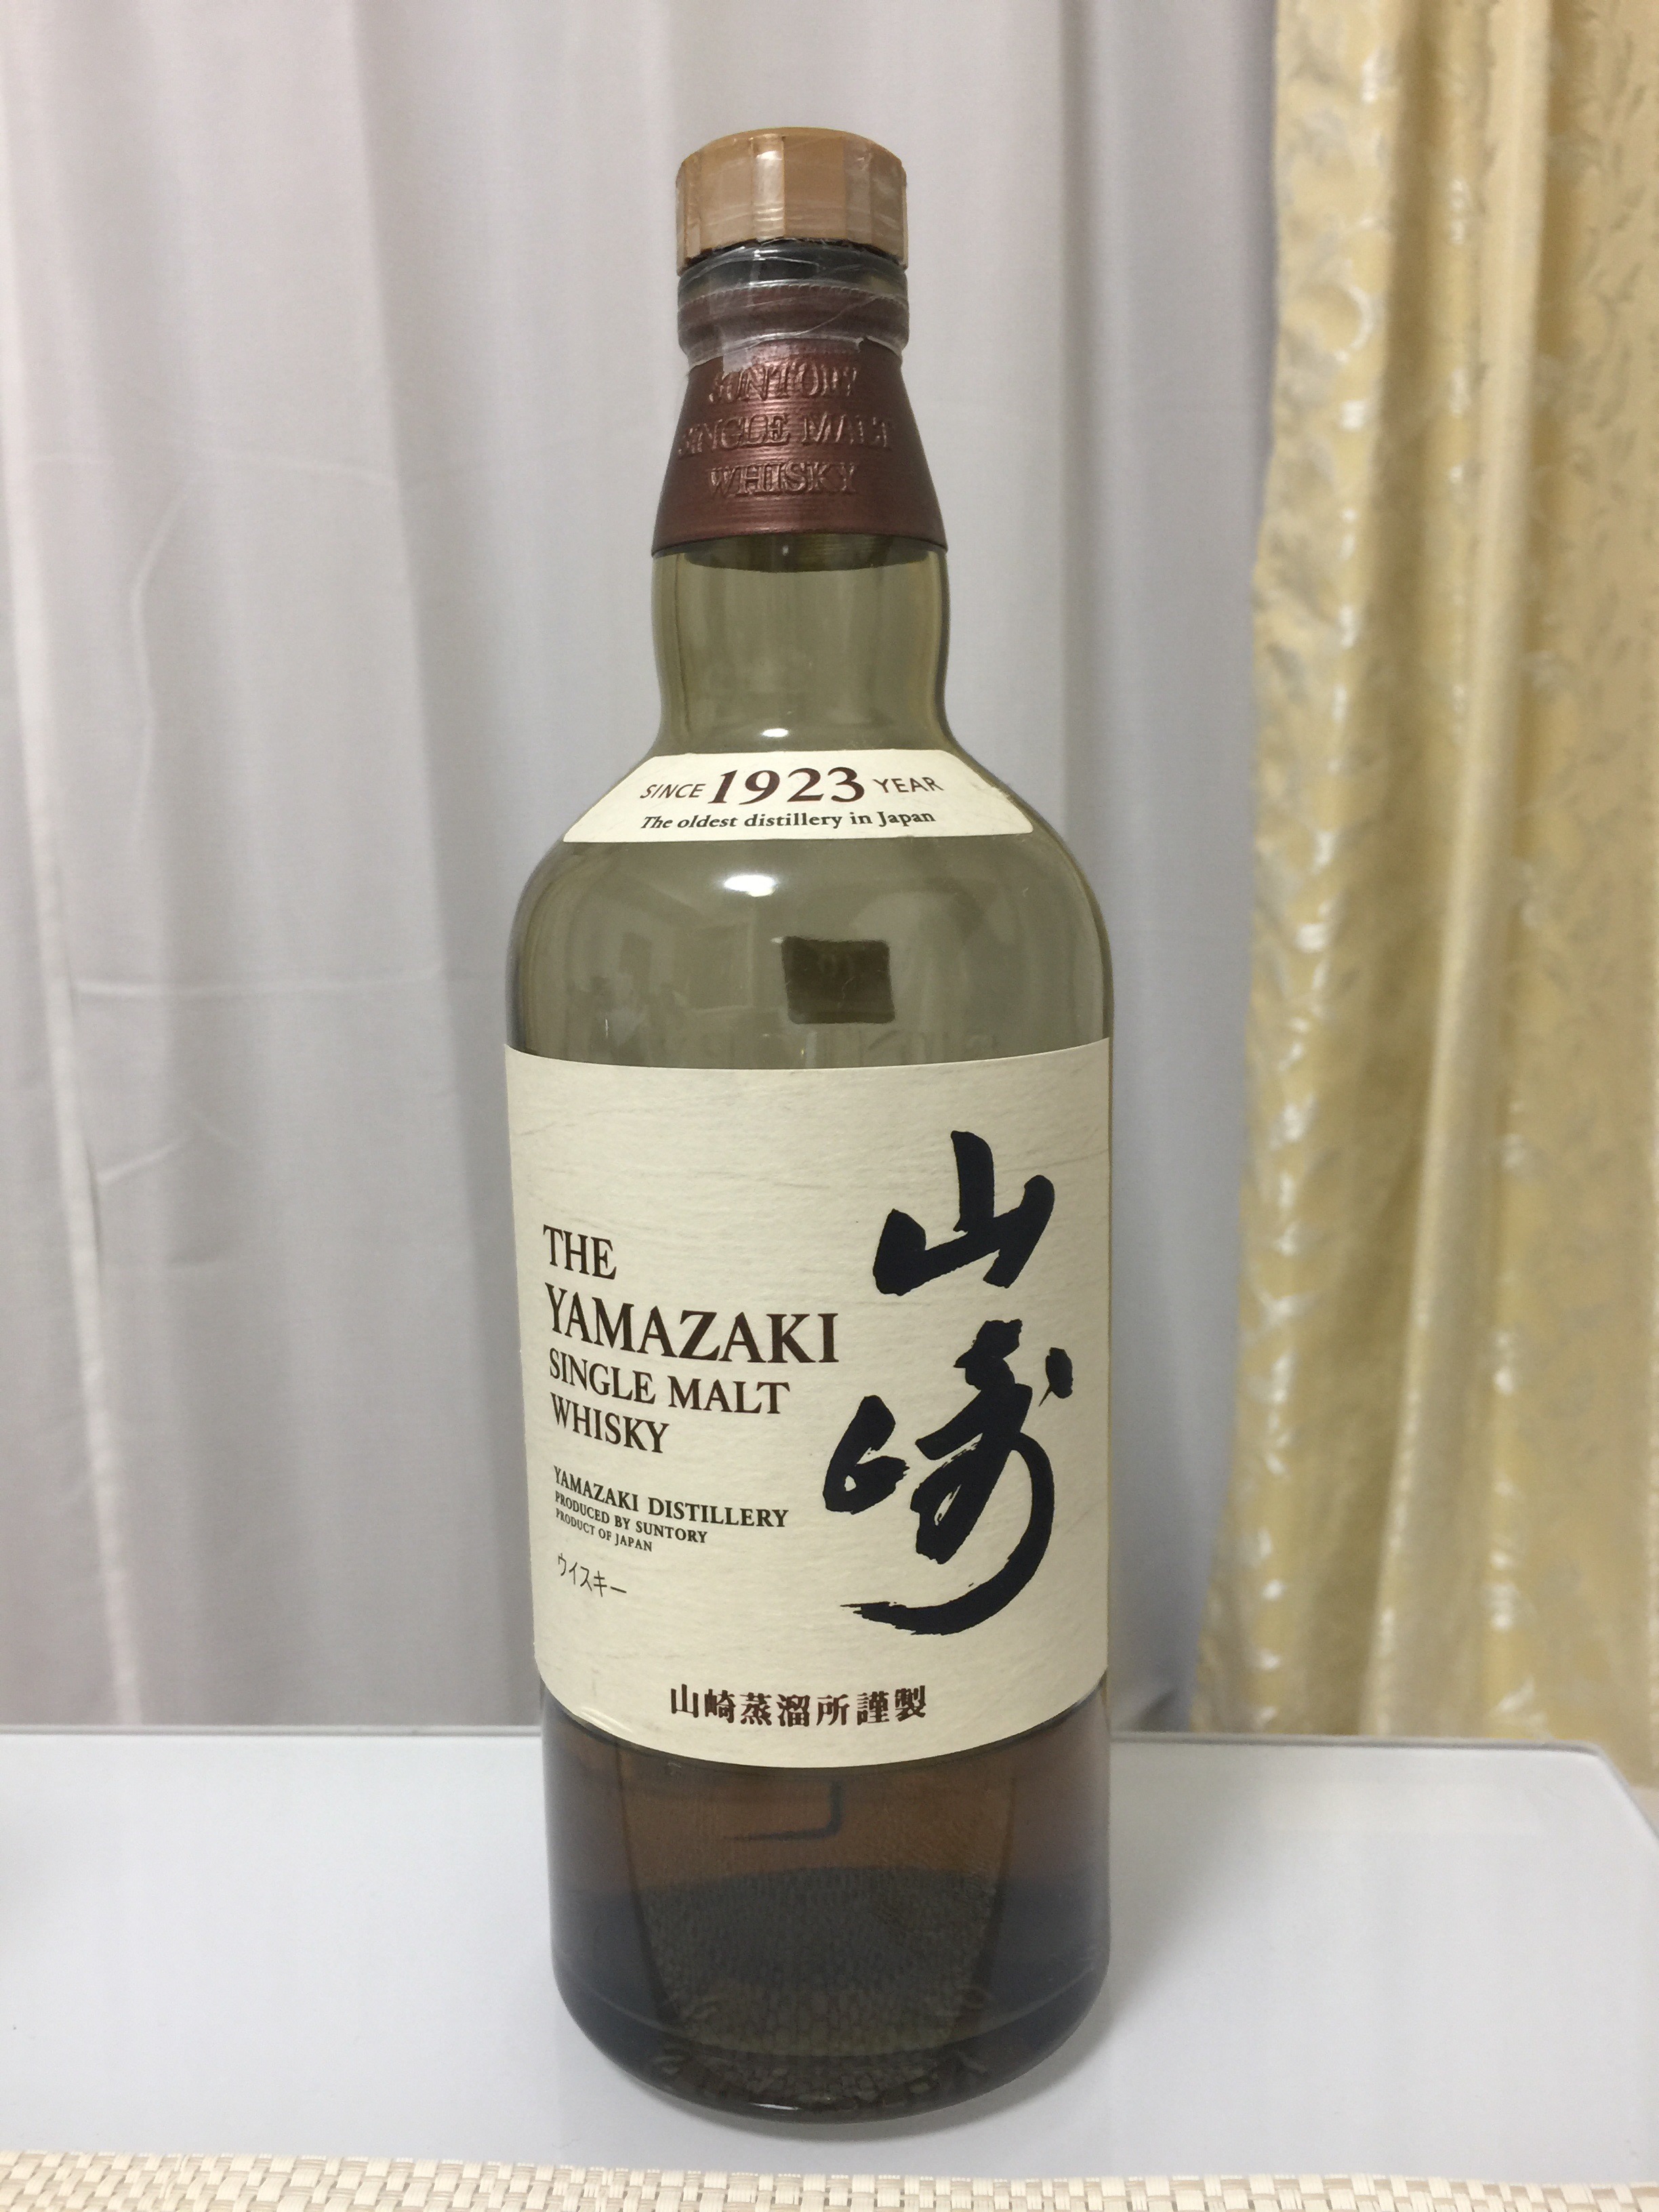 SUNTORY
SINGLE MALT
WHISKY
SINCE 1923 YEAR
The oldest distillery in Japan
山崎
THE
YAMAZAKI
SINGLE MALT
WHISKY
YAMAZAKI DISTILLERY
PRODUCED BY SUNTORY
PRODUCT OF JAPAN
ウイスキー
山崎蒸溜所謹製